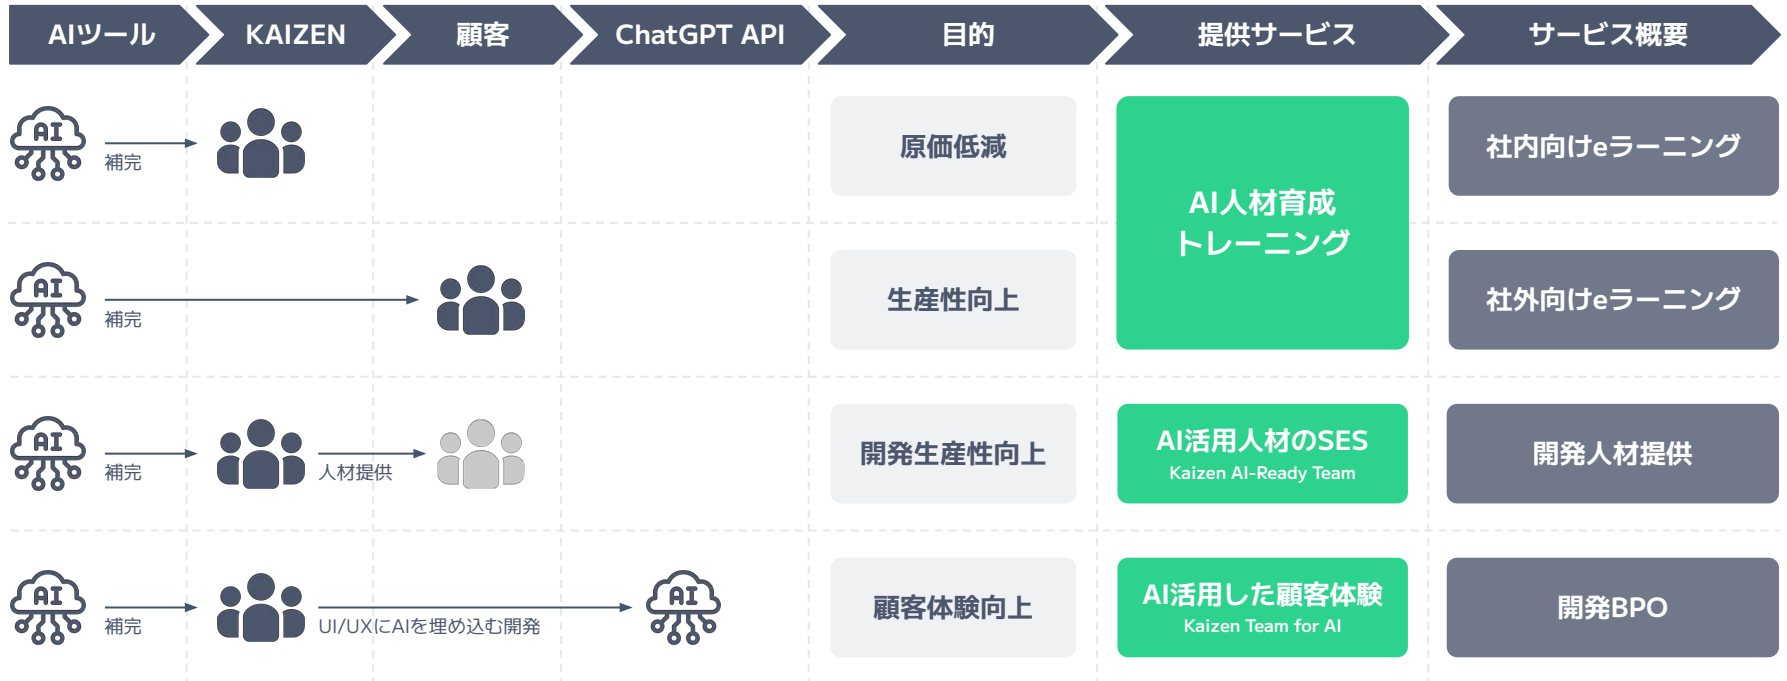 AIツール
KAIZEN
顧客
ChatGPT API
目的
提供サービス
サービス概要
AI
補完
原価低減
AI人材育成
トレーニング
社内向けeラーニング
AI
補完
生産性向上
社外向けeラーニング
AI
補完
人材提供
開発生産性向上
AI活用人材のSES
Kaizen AI-Ready Team
開発人材提供
AI
補完
UI/UXにAIを埋め込む開発
AI
顧客体験向上
AI活用した顧客体験
Kaizen Team for AI
開発BPO